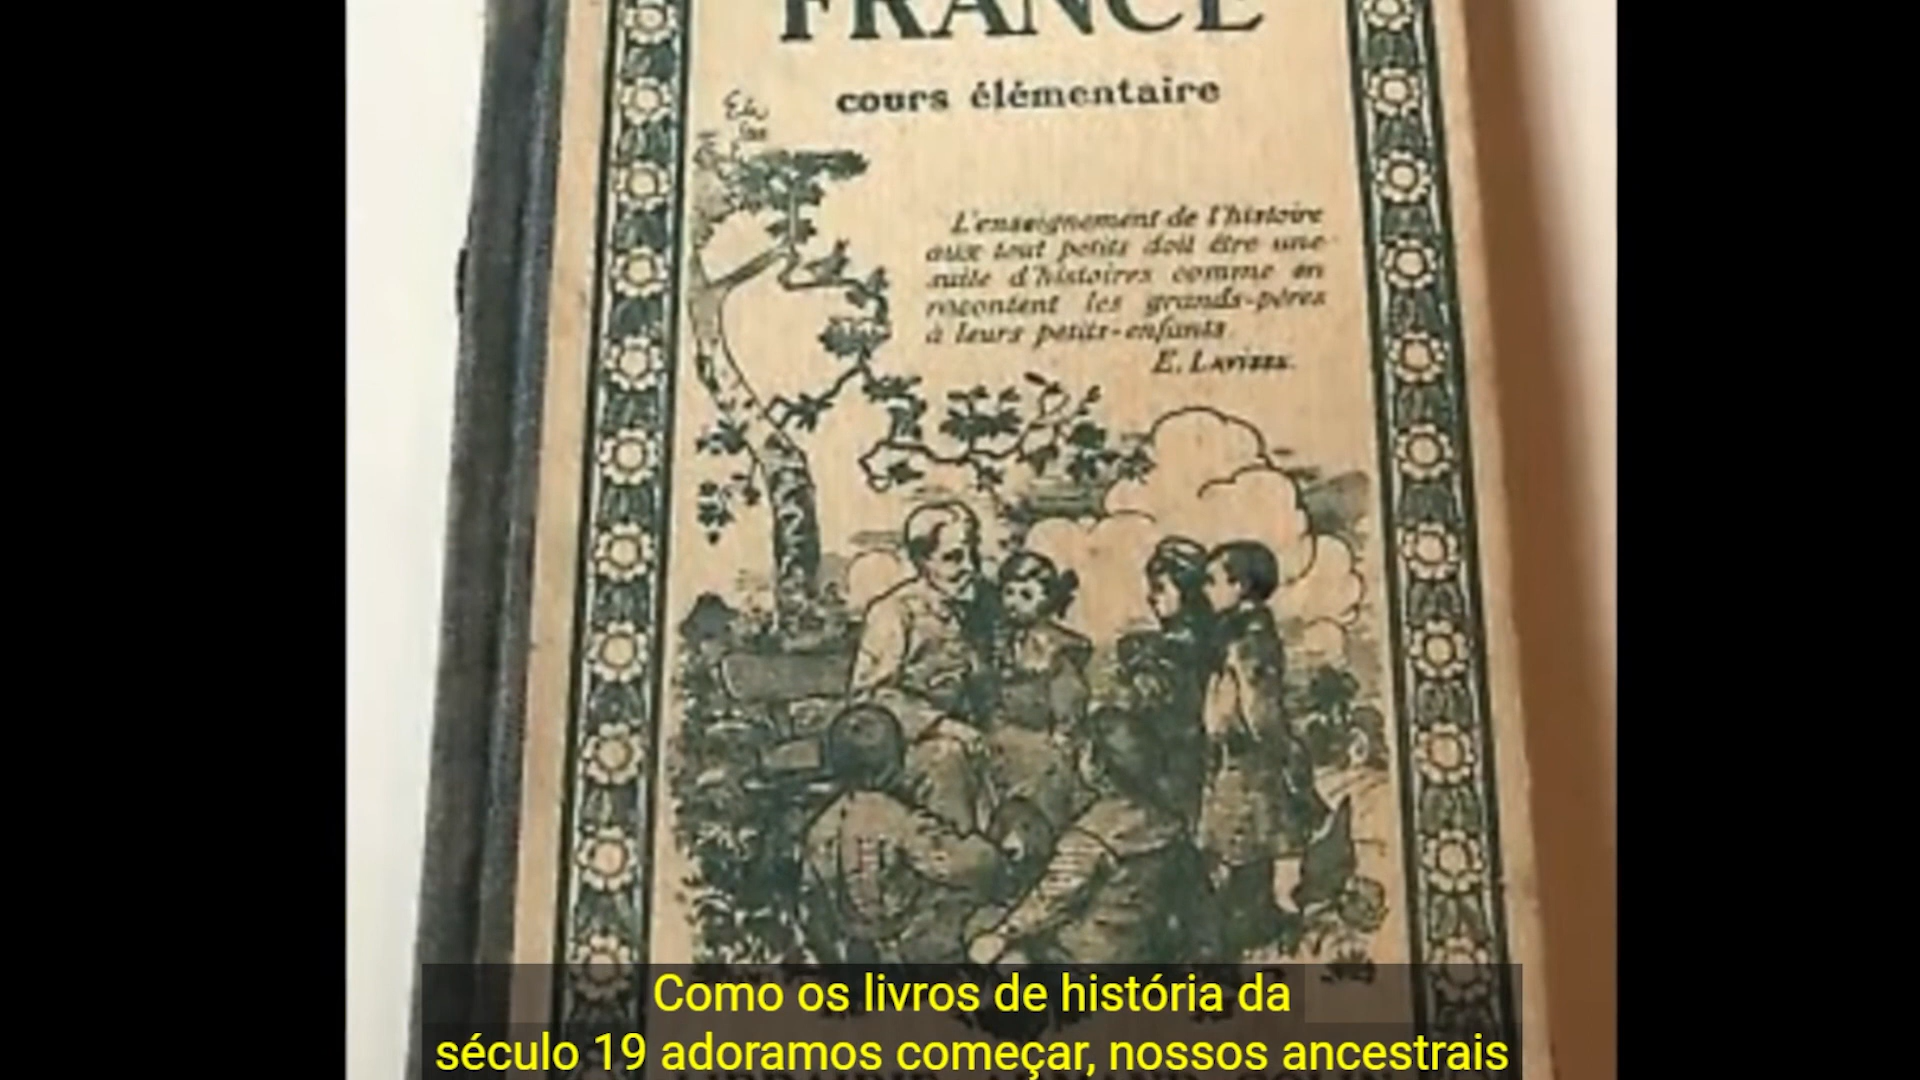 FRANCE
cours élémentaire
L'enseignement de l'histoire
aux tout petits doit être une
suite d'histoires comme en
racontent les grands-pères
à leurs petits-enfants.
E. LAVISSE.
Como os livros de história da
século 19 adoramos começar, nossos ancestrais